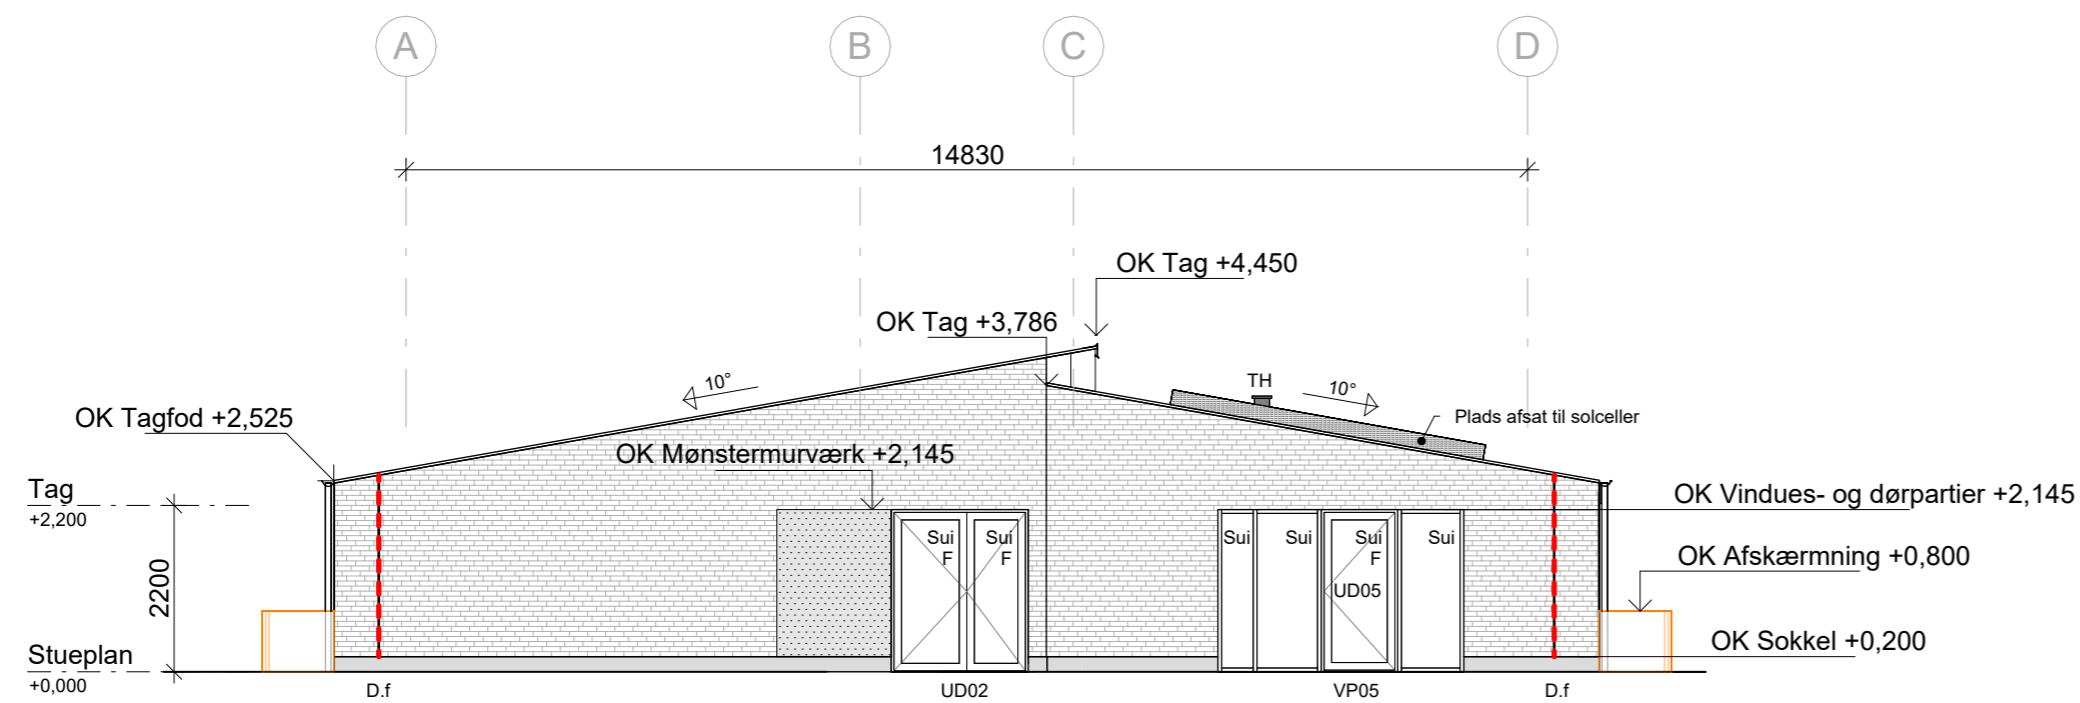 A
B
C
D
14830
OK Tag +4,450
OK Tag +3,786
10°
TH
10°
OK Tagfod +2,525
Plads afsat til solceller
OK Mønstermurværk +2,145
Tag
+2,200
OK Vindues- og dørpartier +2,145
Sui
F
Sui
F
Sui
Sui
Sui
F
Sui
OK Afskærmning +0,800
2200
UD05
OK Sokkel +0,200
Stueplan
+0,000
D.f
UD02
VP05
D.f